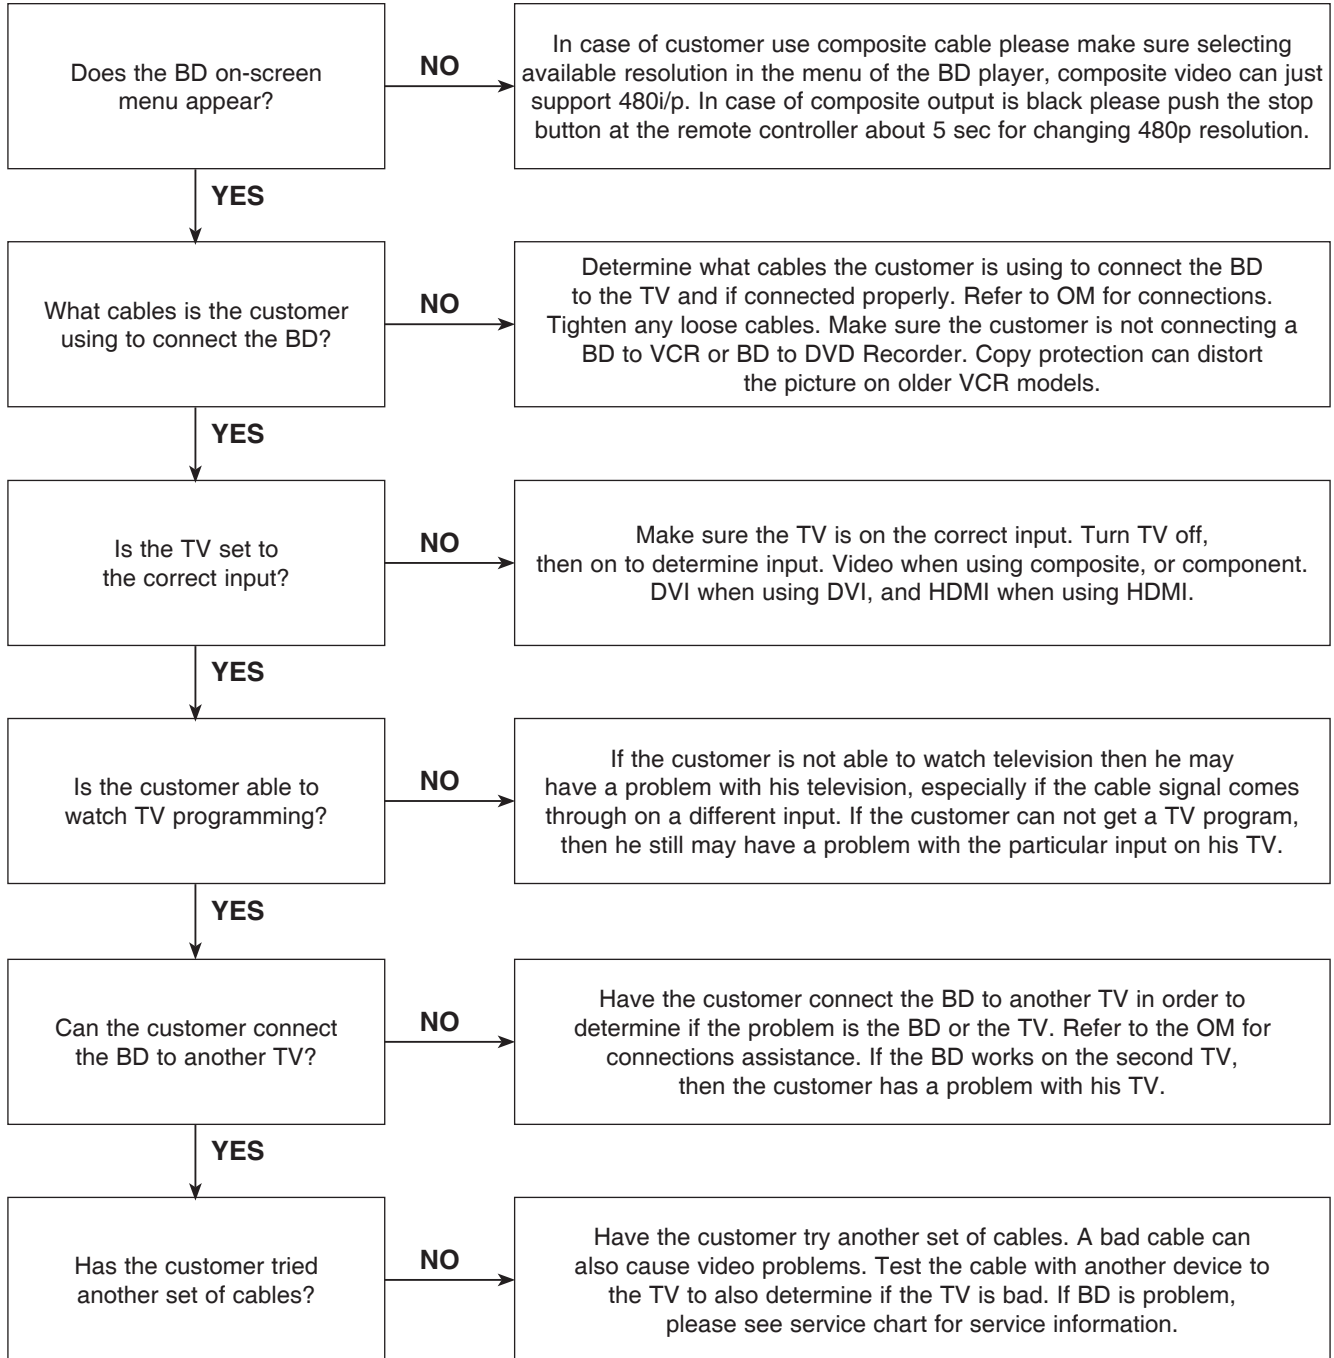 Does the BD on-screen
menu appear?
NO
In case of customer use composite cable please make sure selecting
available resolution in the menu of the BD player, composite video can just
support 480i/p. In case of composite output is black please push the stop
button at the remote controller about 5 sec for changing 480p resolution.
YES
What cables is the customer
using to connect the BD?
NO
Determine what cables the customer is using to connect the BD
to the TV and if connected properly. Refer to OM for connections.
Tighten any loose cables. Make sure the customer is not connecting a
BD to VCR or BD to DVD Recorder. Copy protection can distort
the picture on older VCR models.
YES
Is the TV set to
the correct input?
NO
Make sure the TV is on the correct input. Turn TV off,
then on to determine input. Video when using composite, or component.
DVI when using DVI, and HDMI when using HDMI.
YES
Is the customer able to
watch TV programming?
NO
If the customer is not able to watch television then he may
have a problem with his television, especially if the cable signal comes
through on a different input. If the customer can not get a TV program,
then he still may have a problem with the particular input on his TV.
YES
Can the customer connect
the BD to another TV?
NO
Have the customer connect the BD to another TV in order to
determine if the problem is the BD or the TV. Refer to the OM for
connections assistance. If the BD works on the second TV,
then the customer has a problem with his TV.
YES
Has the customer tried
another set of cables?
NO
Have the customer try another set of cables. A bad cable can
also cause video problems. Test the cable with another device to
the TV to also determine if the TV is bad. If BD is problem,
please see service chart for service information.